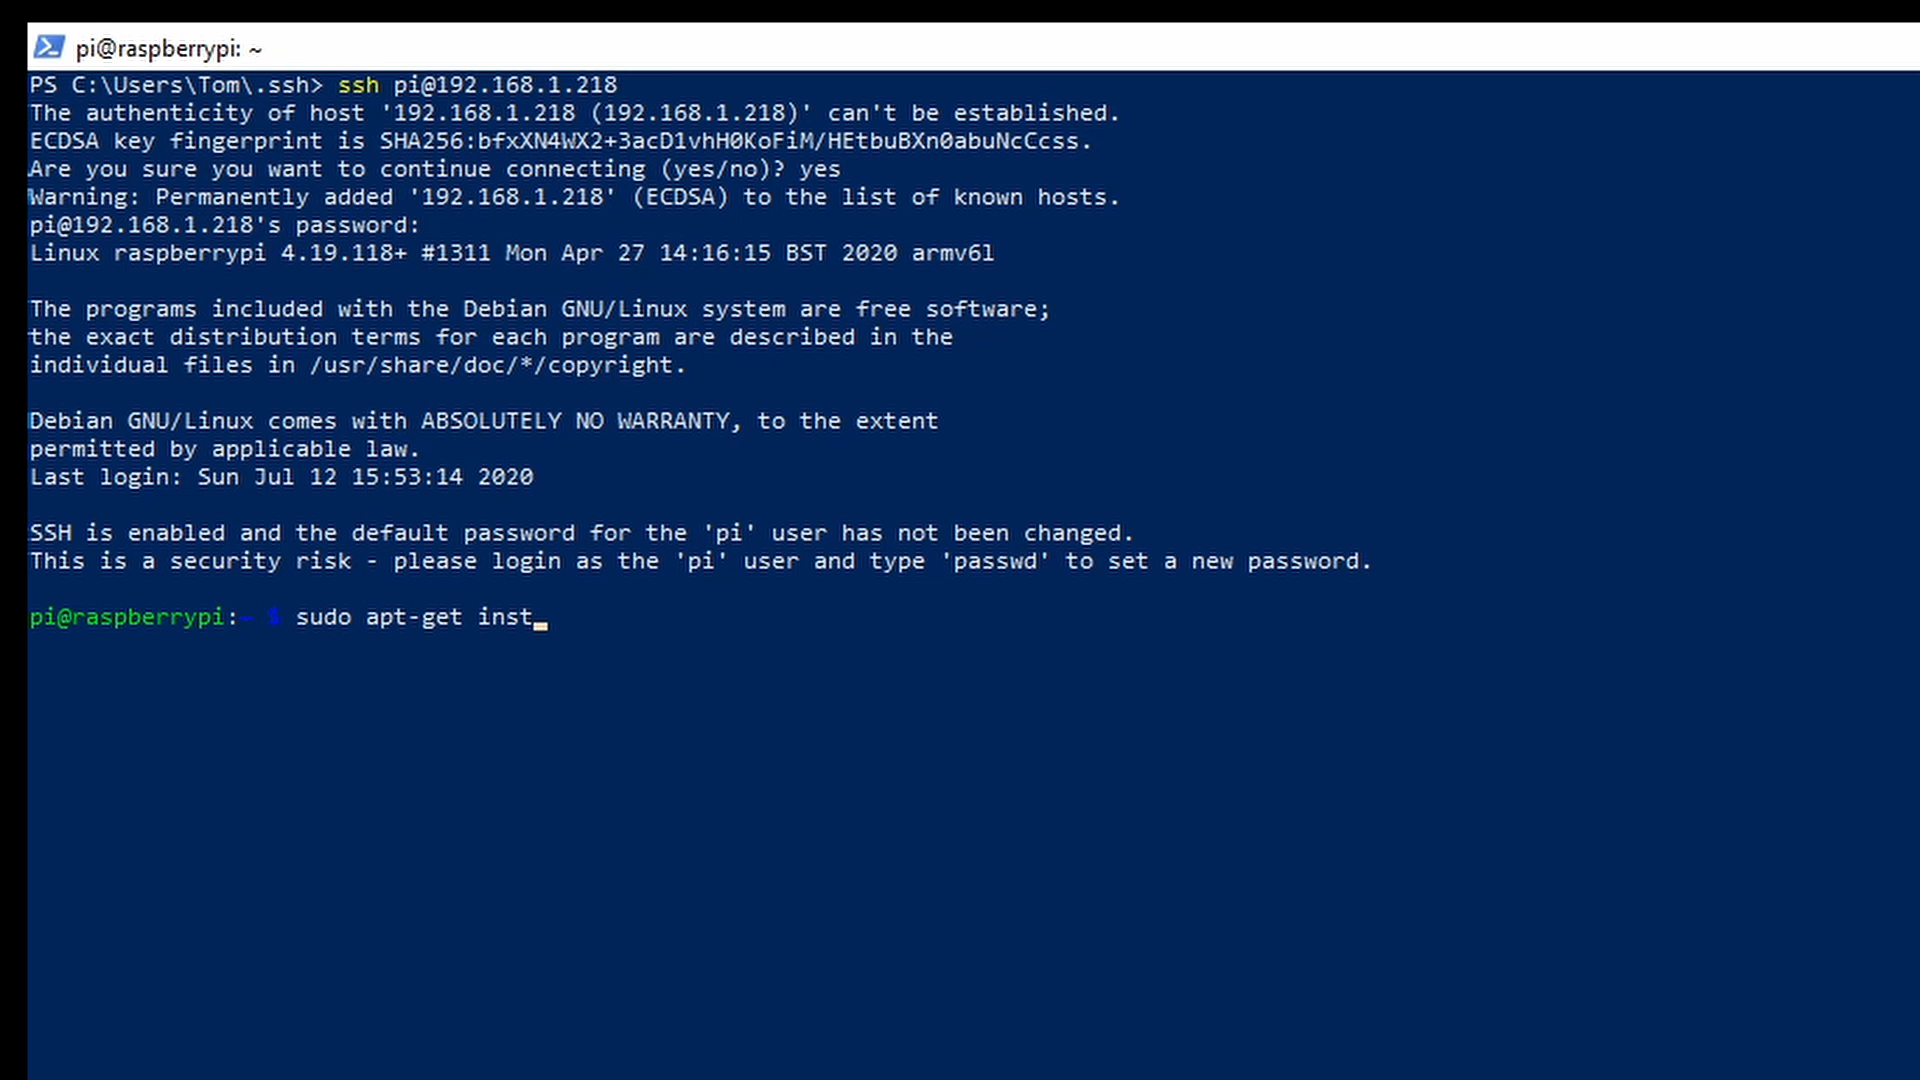 pi@raspberrypi: ~
PS C:\Users\Tom\.ssh> ssh pi@192.168.1.218
The authenticity of host '192.168.1.218 (192.168.1.218)' can't be established.
ECDSA key fingerprint is SHA256:bfxXN4WX2+3acD1vhH0KoFiM/HEtbuBXn0abuNcCcss.
Are you sure you want to continue connecting (yes/no)? yes
Warning: Permanently added '192.168.1.218' (ECDSA) to the list of known hosts.
pi@192.168.1.218's password:
Linux raspberrypi 4.19.118+ #1311 Mon Apr 27 14:16:15 BST 2020 armv6l
The programs included with the Debian GNU/Linux system are free software;
the exact distribution terms for each program are described in the
individual files in /usr/share/doc/*/copyright.
Debian GNU/Linux comes with ABSOLUTELY NO WARRANTY, to the extent
permitted by applicable law.
Last login: Sun Jul 12 15:53:14 2020
SSH is enabled and the default password for the 'pi' user has not been changed.
This is a security risk - please login as the 'pi' user and type 'passwd' to set a new password.
pi@raspberrypi:~ $ sudo apt-get inst